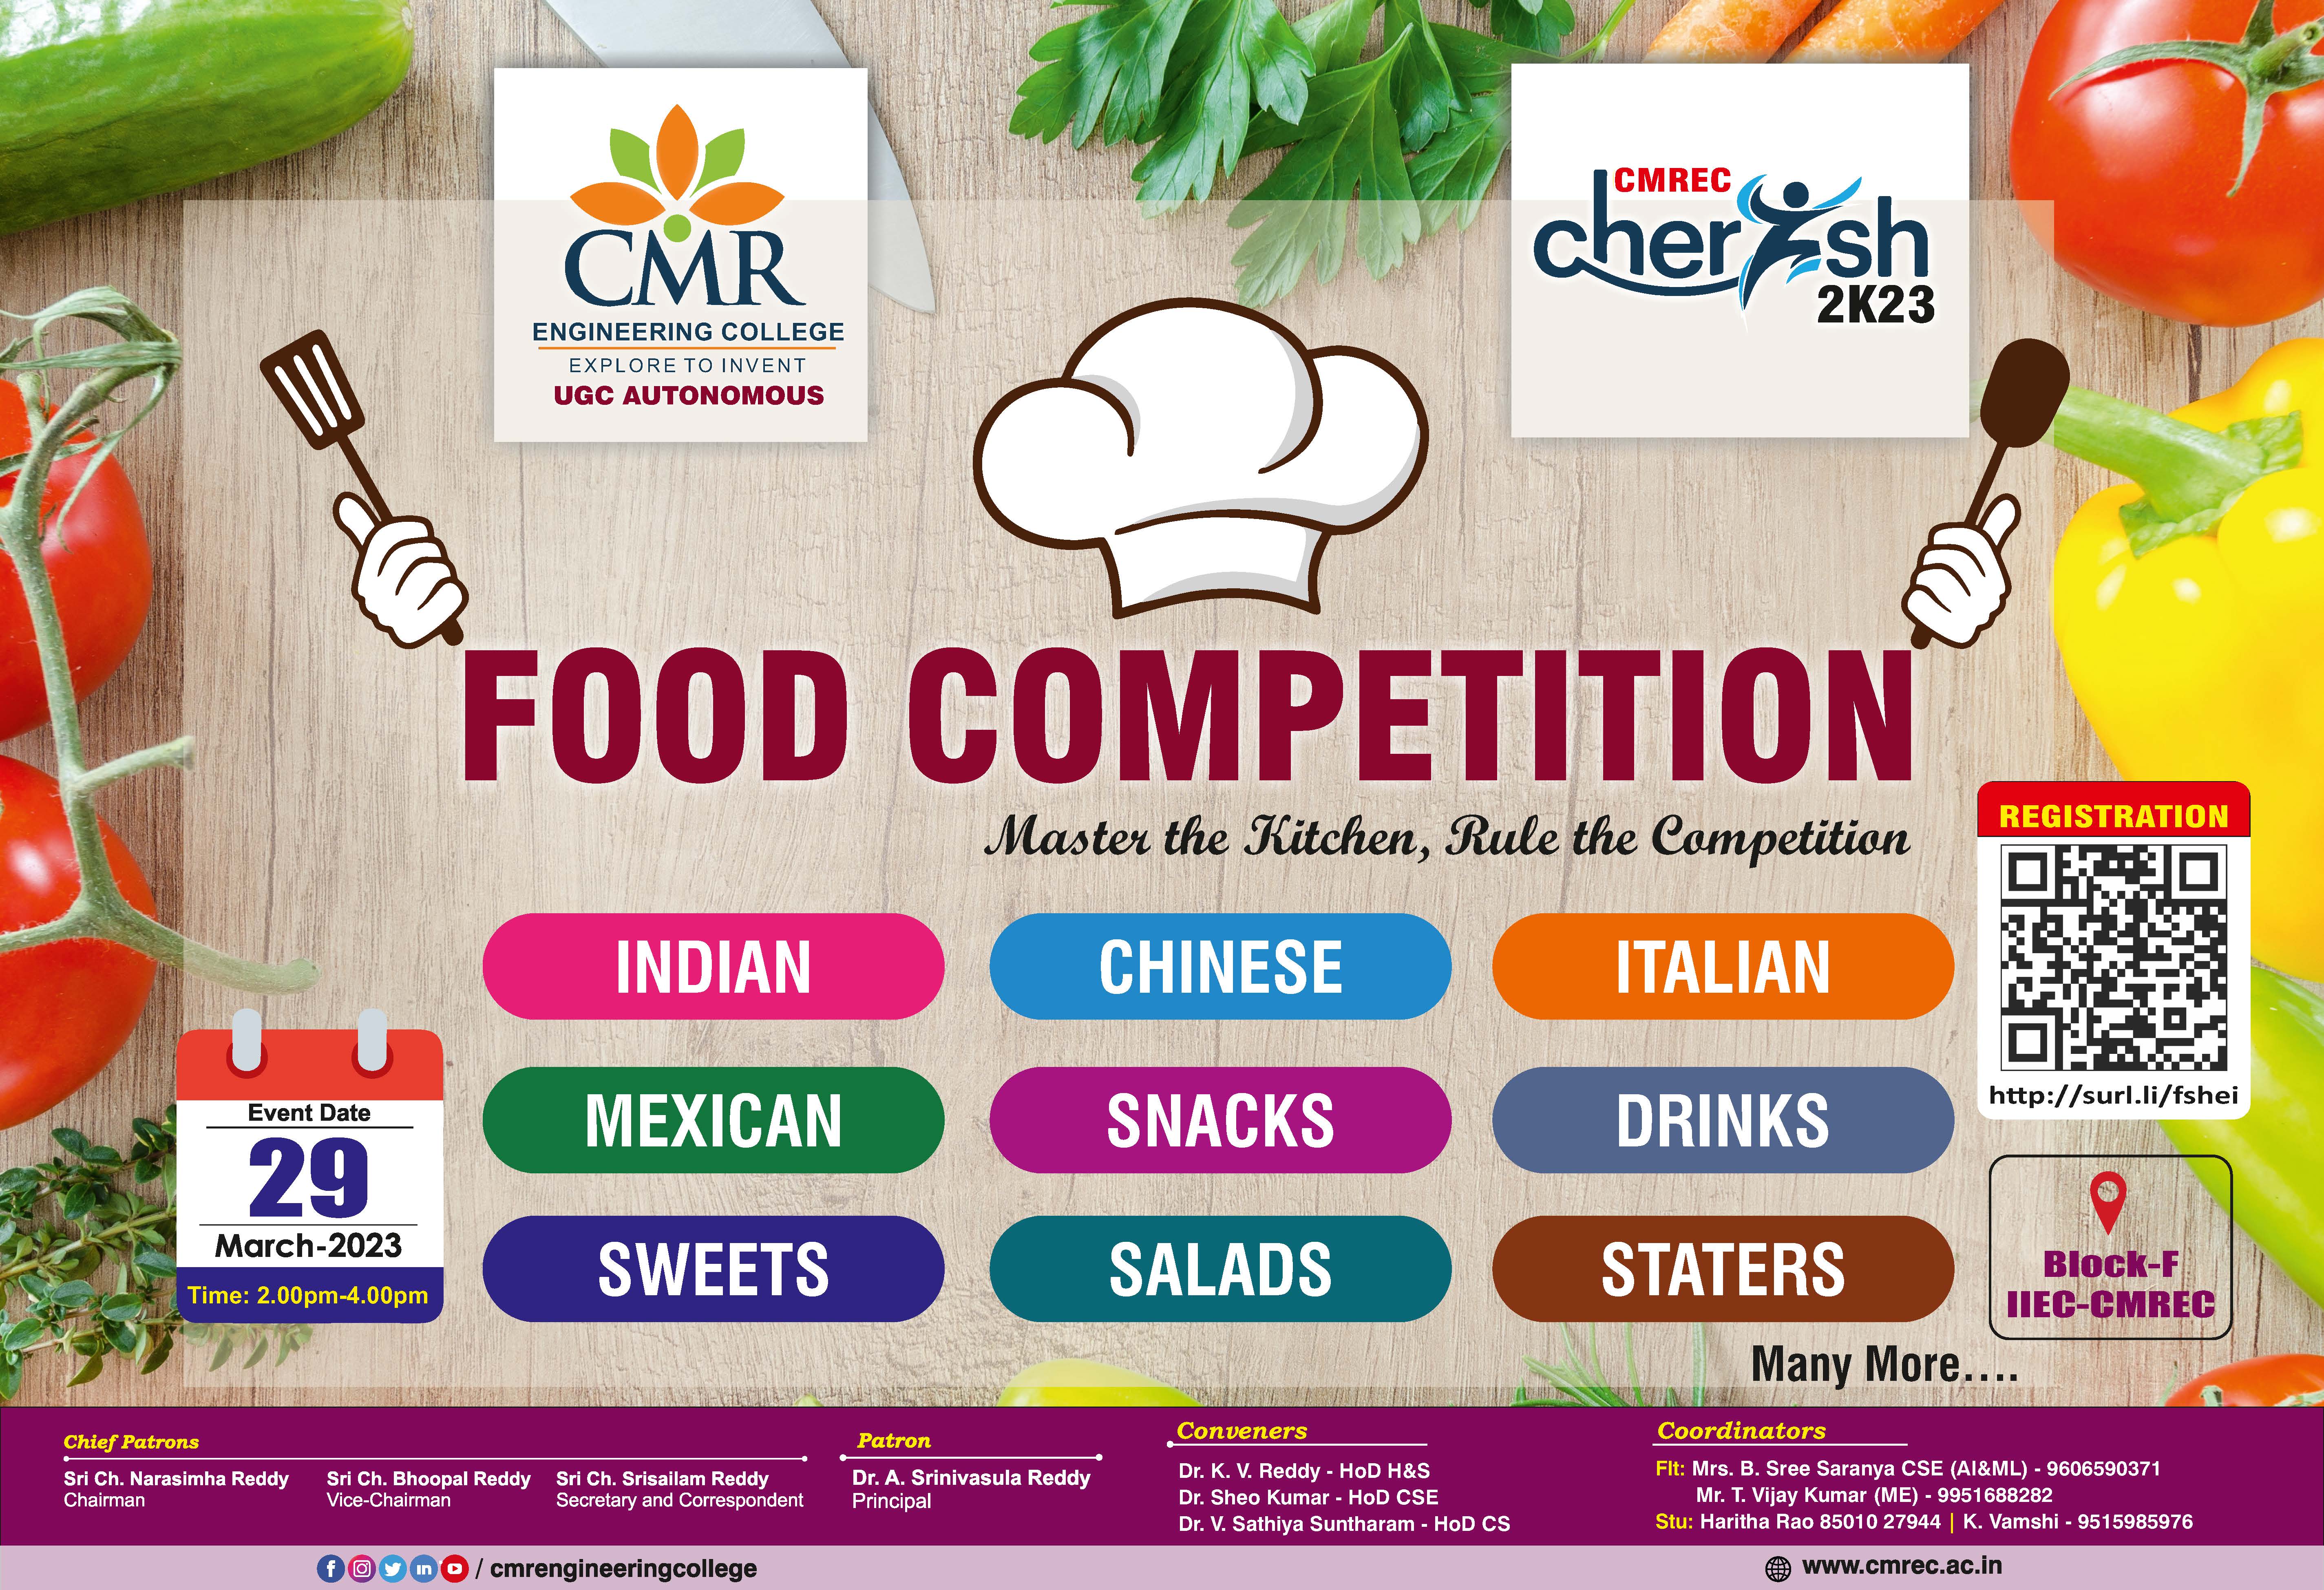 CMR
ENGINEERING COLLEGE
EXPLORE TO INVENT
UGC AUTONOMOUS
CMREC
cherish
2K23
FOOD COMPETITION
Master the Kitchen, Rule the Competition
INDIAN
CHINESE
ITALIAN
MEXICAN
SNACKS
DRINKS
SWEETS
SALADS
STATERS
Many More....
REGISTRATION
http://surl.li/fshei
Block-F
IIEC-CMREC
Event Date
29
March-2023
Time: 2.00pm-4.00pm
Chief Patrons
Sri Ch. Narasimha Reddy
Chairman
Sri Ch. Bhoopal Reddy
Vice-Chairman
Sri Ch. Srisailam Reddy
Secretary and Correspondent
Patron
Dr. A. Srinivasula Reddy
Principal
Conveners
Dr. K. V. Reddy - HoD H&S
Dr. Sheo Kumar - HoD CSE
Dr. V. Sathiya Suntharam - HoD CS
Coordinators
Flt: Mrs. B. Sree Saranya CSE (AI&ML) - 9606590371
Mr. T. Vijay Kumar (ME) - 9951688282
Stu: Haritha Rao 85010 27944 | K. Vamshi - 9515985976
/ cmrengineeringcollege
www.cmrec.ac.in